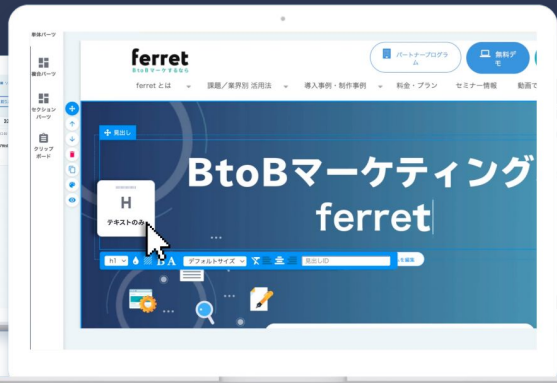 単体パーツ
複合パーツ
セクション
パーツ
クリップ
ボード
ferret
BtoBマーケするなら
パートナープログラ
ム
無料デ
モ
ferret とは
課題／業界別 活用法
導入事例・制作事例
料金・プラン
セミナー情報
動画で
見出し
BtoBマーケティング
ferret
H
テキストのみ
h1
B A
デフォルトサイズ
見出しID
を編集